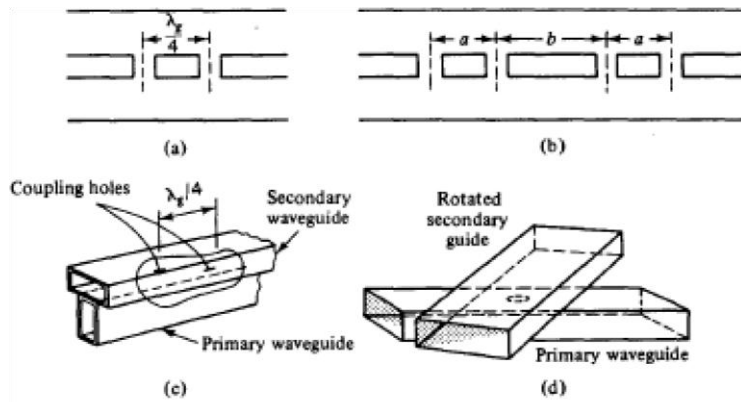 λg
4
a
b
a
(a)
(b)
Coupling holes
λg/4
Secondary
waveguide
Primary waveguide
(c)
Rotated
secondary
guide
Primary waveguide
(d)